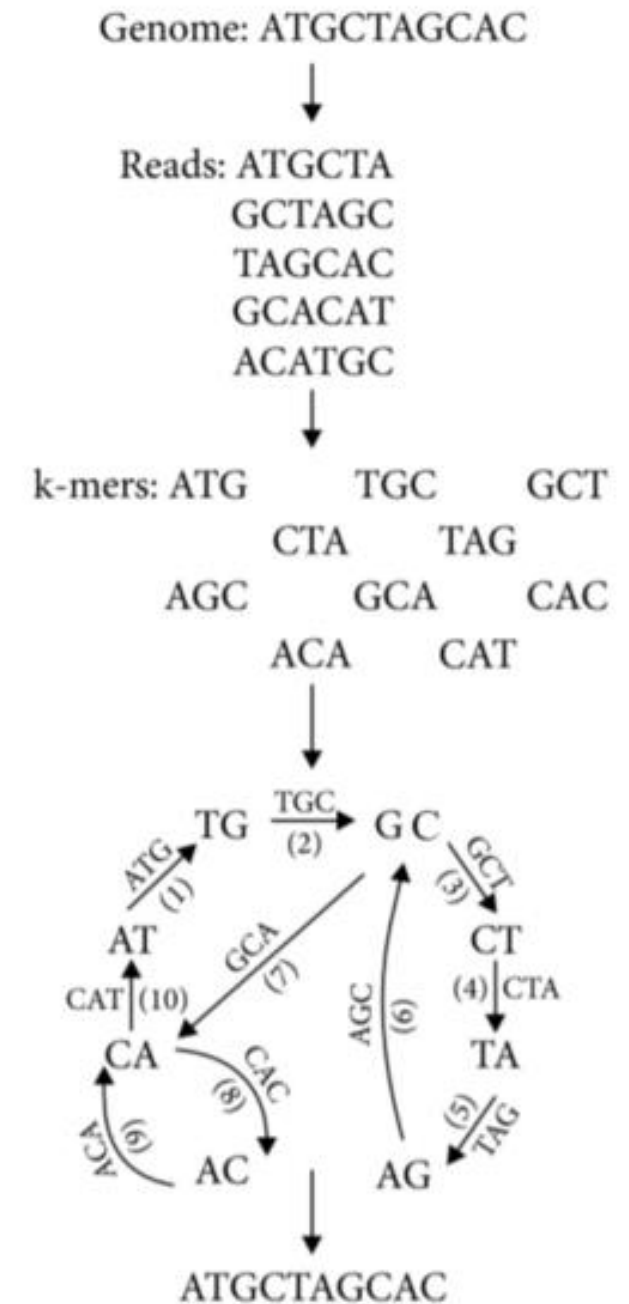 Genome: ATGCTAGCAC
Reads: ATGCTA
GCTAGC
TAGCAC
GCACAT
ACATGC
k-mers: ATG TGC GCT
CTA TAG
AGC GCA CAC
ACA CAT
TG TGC (2) GC
ATG (1) GCT (3)
AT CT
GCA (7)
CAT (10) AGC (6) (4) CTA
CA TA
CAC (8) (5) TAG
ACA (9)
AC AG
ATGCTAGCAC